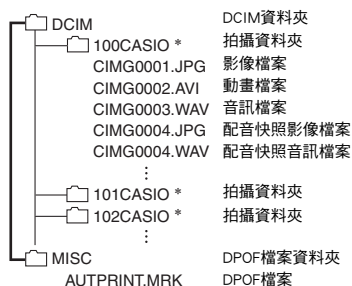 DCIM DCIM資料夾
100CASIO * 拍攝資料夾
CIMG0001.JPG 影像檔案
CIMG0002.AVI 動畫檔案
CIMG0003.WAV 音訊檔案
CIMG0004.JPG 配音快照影像檔案
CIMG0004.WAV 配音快照音訊檔案
⋮
101CASIO * 拍攝資料夾
102CASIO * 拍攝資料夾
⋮
MISC DPOF檔案資料夾
AUTPRINT.MRK DPOF檔案